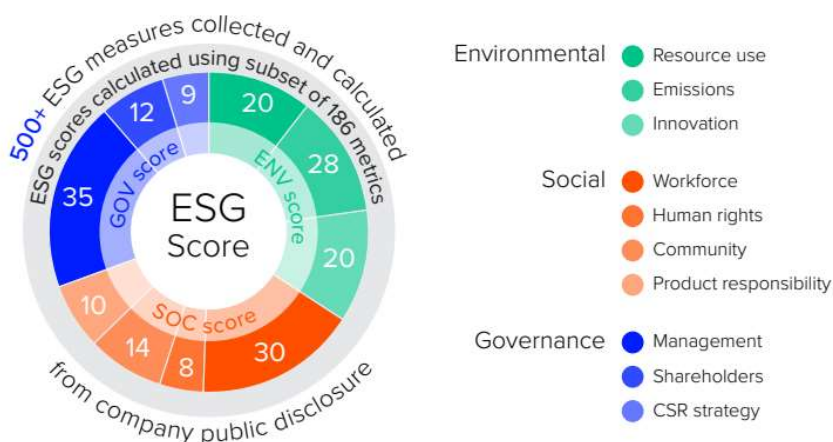 500+ ESG measures collected and calculated
ESG scores calculated using subset of 186 metrics
from company public disclosure
ESG
Score
ENV score
20
28
20
SOC score
30
8
14
10
GOV score
35
12
9
Environmental
Resource use
Emissions
Innovation
Social
Workforce
Human rights
Community
Product responsibility
Governance
Management
Shareholders
CSR strategy